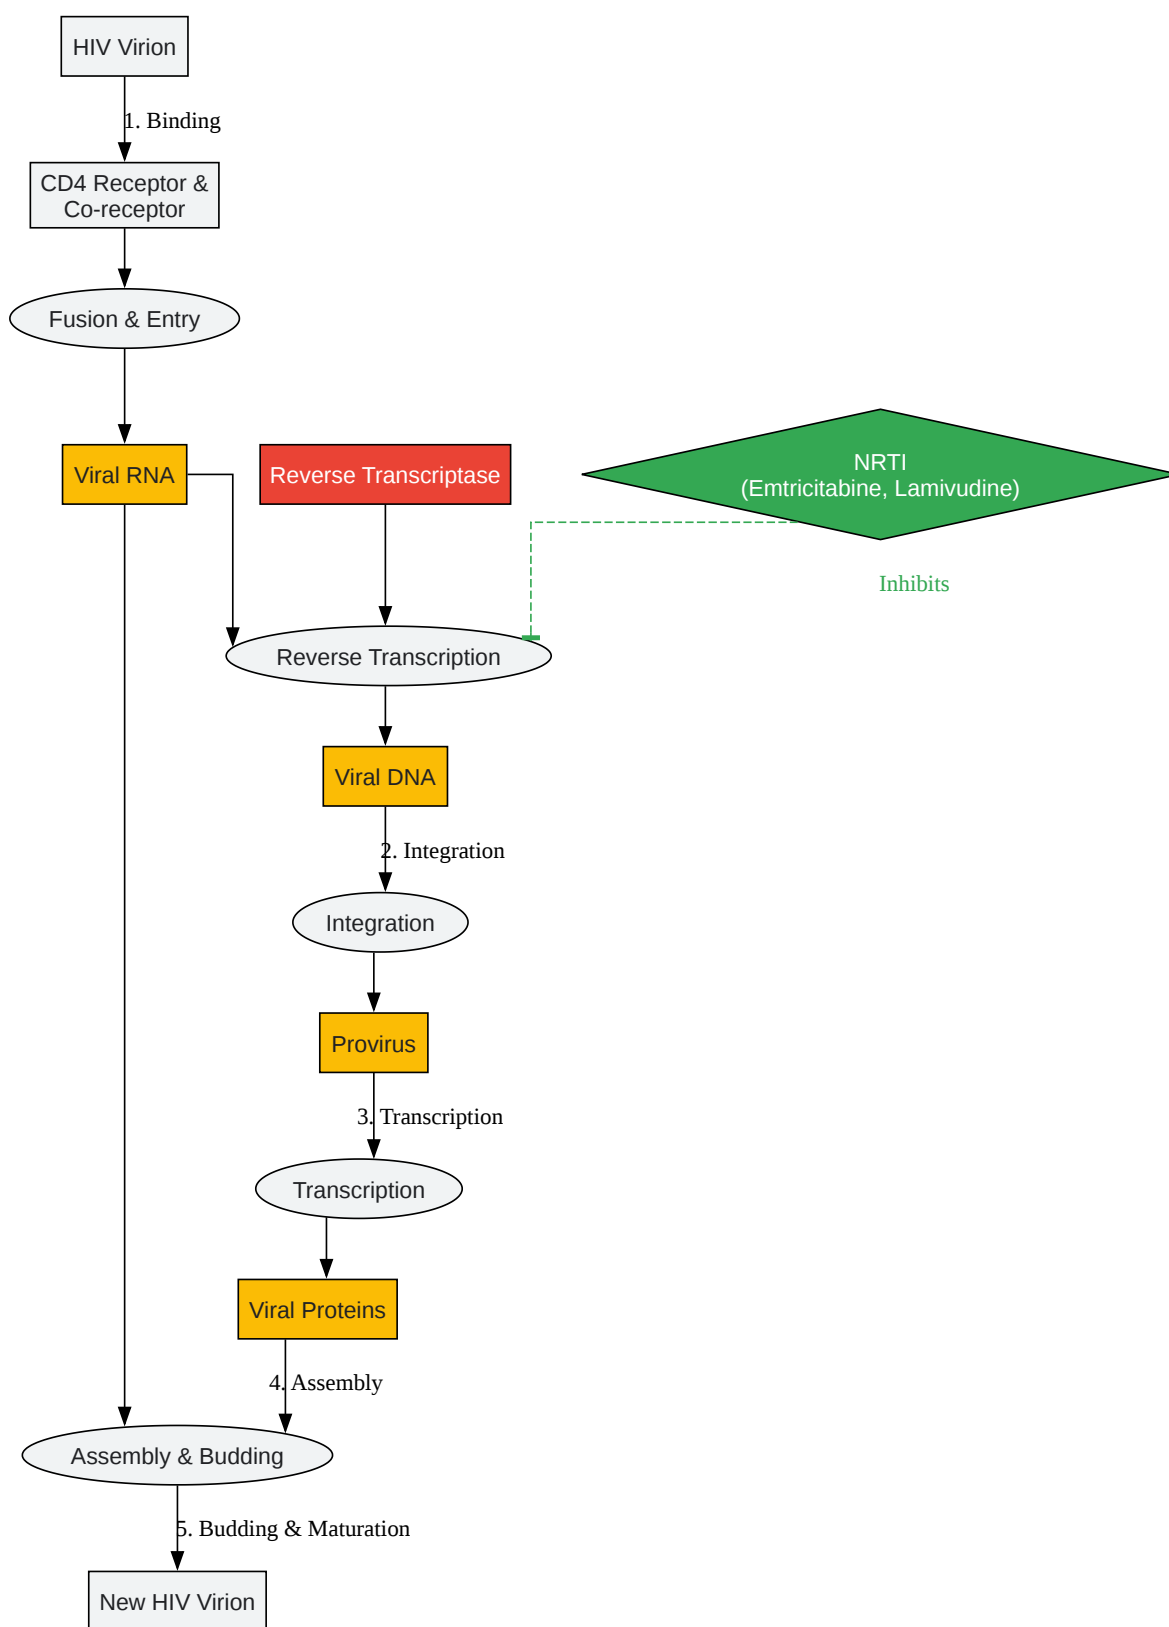 HIV Virion
1. Binding
CD4 Receptor &
Co-receptor
Fusion & Entry
Viral RNA
Reverse Transcriptase
NRTI
(Emtricitabine, Lamivudine)
Inhibits
Reverse Transcription
Viral DNA
2. Integration
Integration
Provirus
3. Transcription
Transcription
Viral Proteins
4. Assembly
Assembly & Budding
5. Budding & Maturation
New HIV Virion